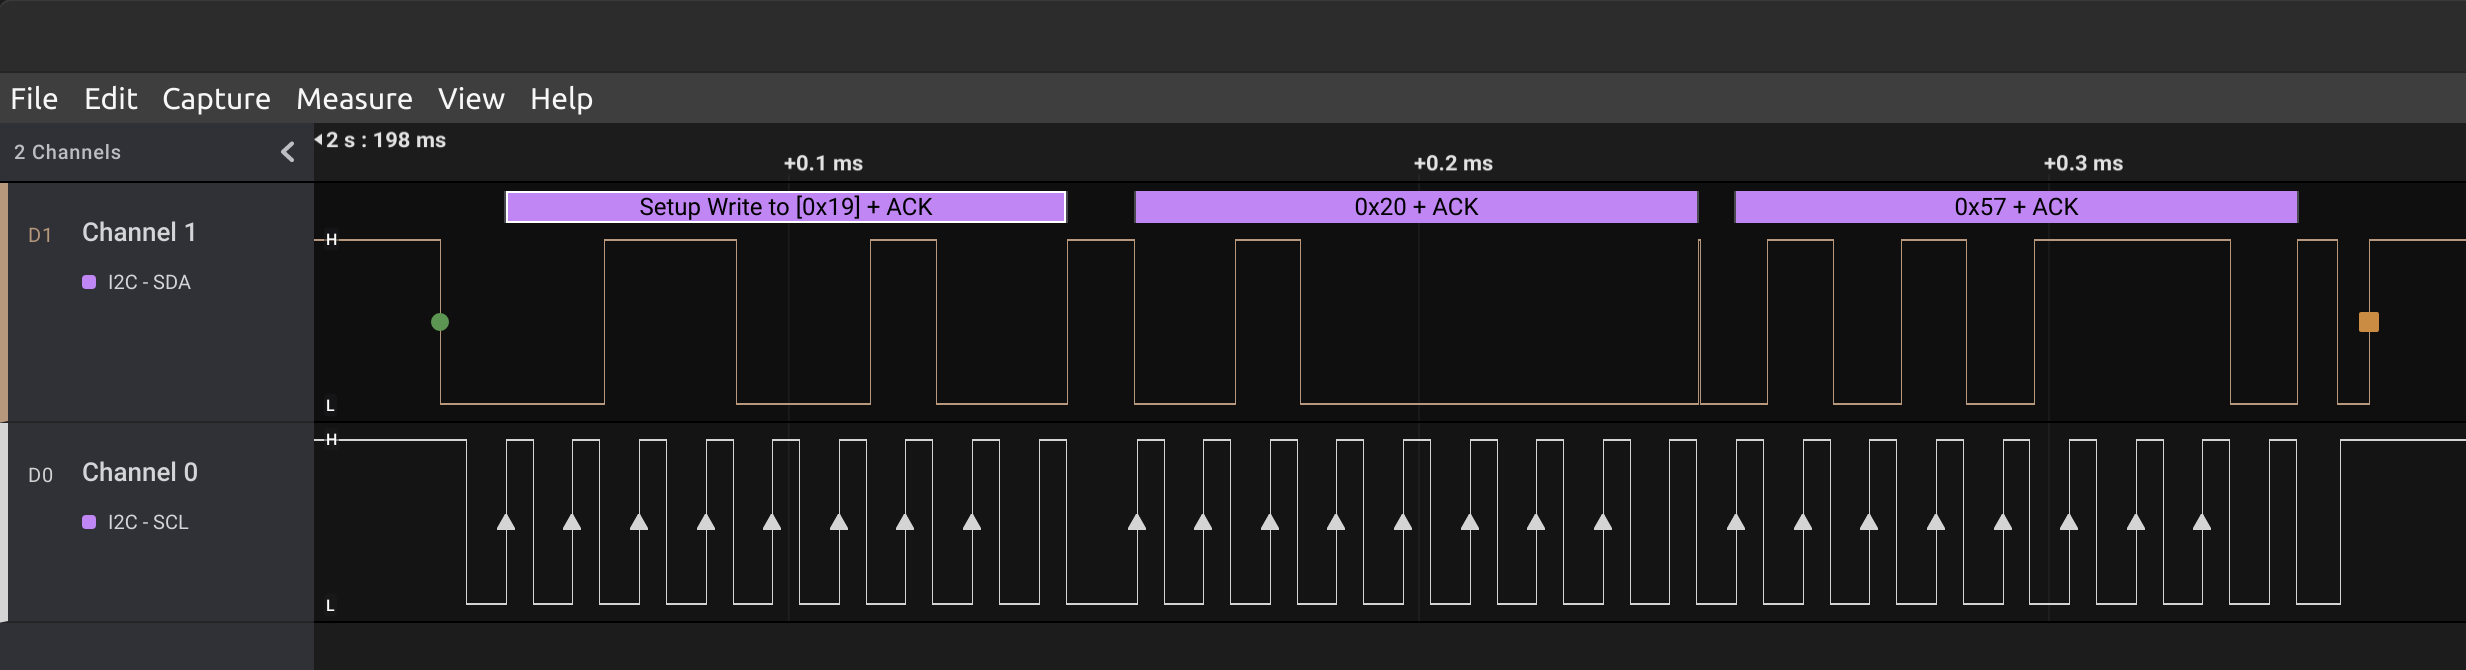 File Edit Capture Measure View Help
2 Channels
2 s : 198 ms
+0.1 ms +0.2 ms +0.3 ms
Setup Write to [0x19] + ACK 0x20 + ACK 0x57 + ACK
D1 Channel 1
I2C - SDA
H
L
D0 Channel 0
I2C - SCL
H
L